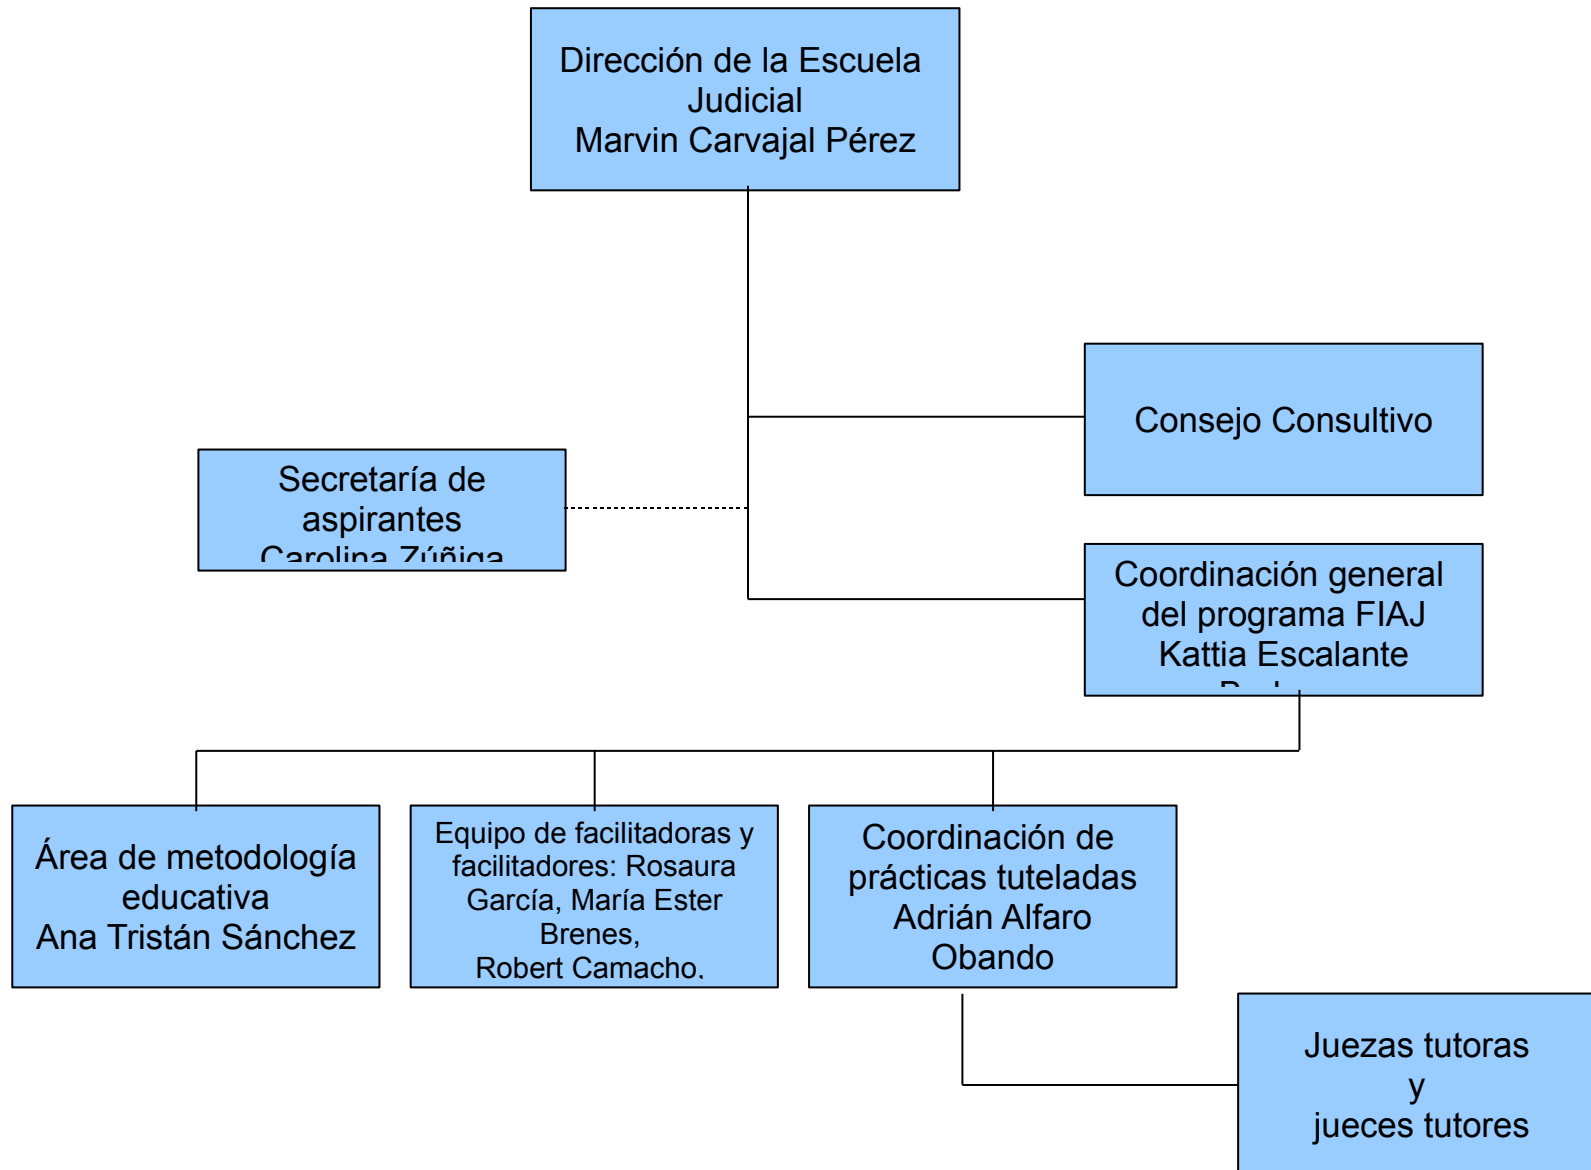 Dirección de la Escuela
Judicial
Marvin Carvajal Pérez
Consejo Consultivo
Secretaría de
aspirantes
Carolina Zúñiga
Coordinación general
del programa FIAJ
Kattia Escalante
Área de metodología
educativa
Ana Tristán Sánchez
Equipo de facilitadoras y
facilitadores: Rosaura
García, María Ester
Brenes,
Robert Camacho.
Coordinación de
prácticas tuteladas
Adrián Alfaro
Obando
Juezas tutoras
y
jueces tutores